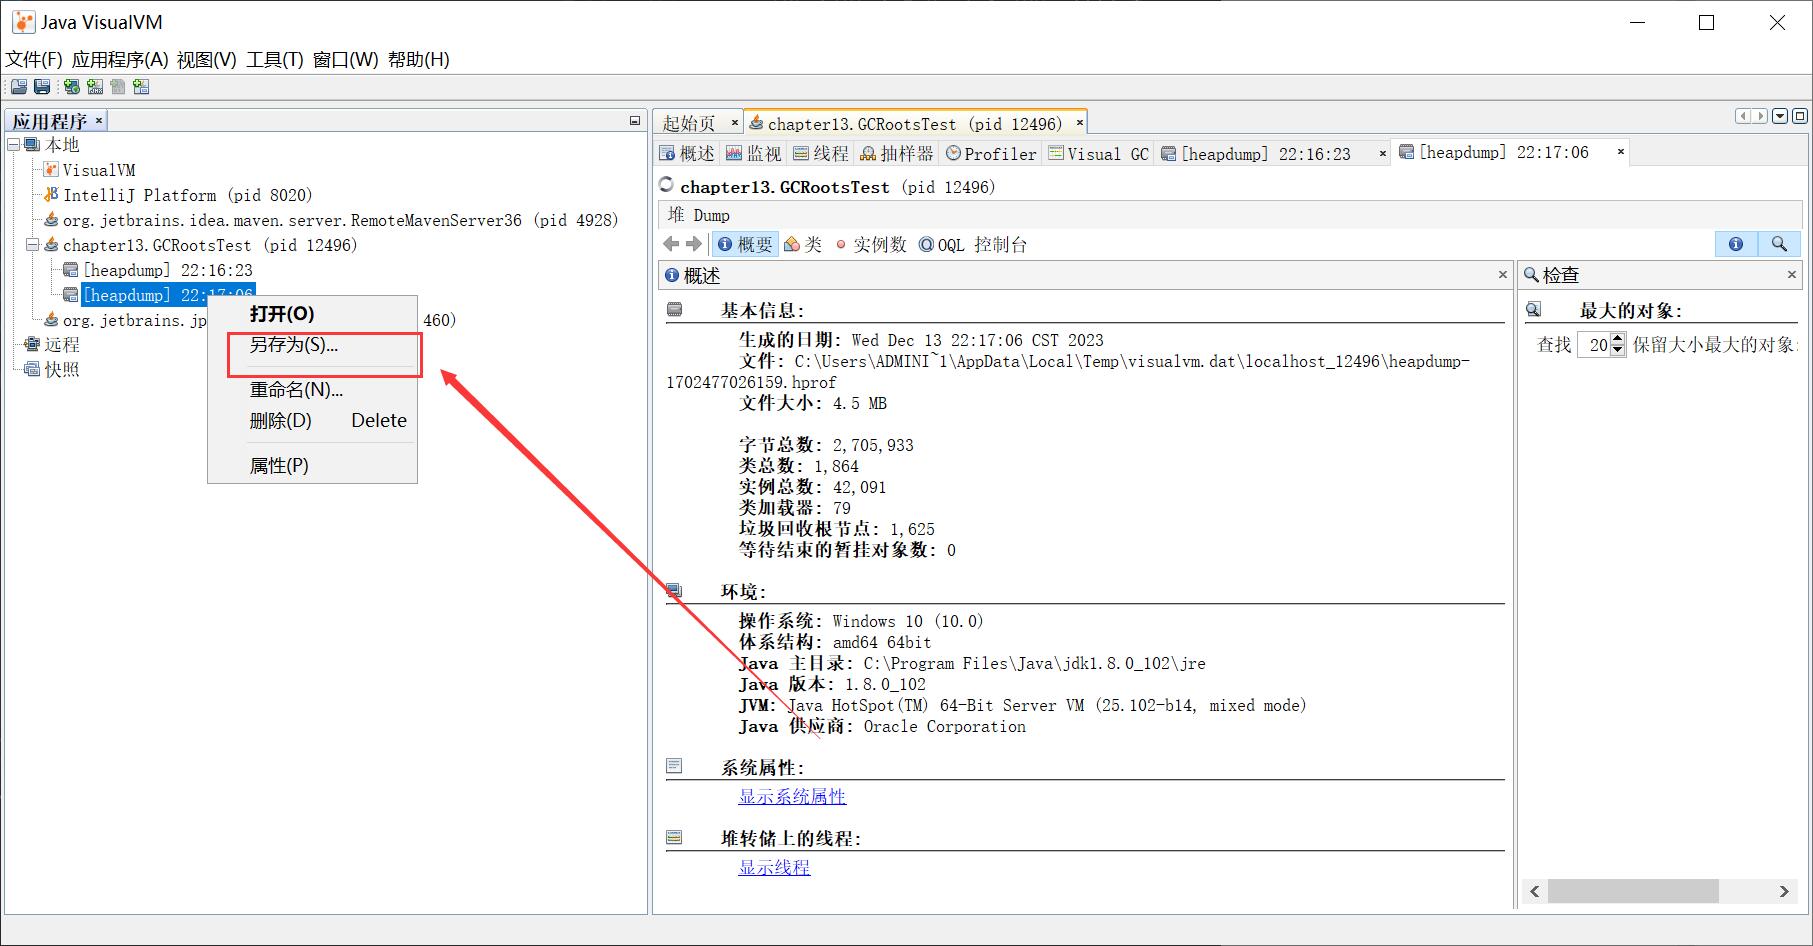 Java VisualVM
文件(F) 应用程序(A) 视图(V) 工具(T) 窗口(W) 帮助(H)
应用程序
本地
VisualVM
IntelliJ Platform (pid 8020)
org.jetbrains.idea.maven.server.RemoteMavenServer36 (pid 4928)
chapter13.GCRootsTest (pid 12496)
[heapdump] 22:16:23
[heapdump] 22:17:06
org.jetbrains.jp 460)
远程
快照
打开(O)
另存为(S)...
重命名(N)...
删除(D) Delete
属性(P)
起始页 chapter13.GCRootsTest (pid 12496)
概述 监视 线程 抽样器 Profiler Visual GC [heapdump] 22:16:23 [heapdump] 22:17:06
chapter13.GCRootsTest (pid 12496)
堆 Dump
概要 类 实例数 OQL 控制台
概述
基本信息:
生成的日期: Wed Dec 13 22:17:06 CST 2023
文件: C:\Users\ADMINI~1\AppData\Local\Temp\visualvm.dat\localhost_12496\heapdump-
1702477026159.hprof
文件大小: 4.5 MB
字节总数: 2,705,933
类总数: 1,864
实例总数: 42,091
类加载器: 79
垃圾回收根节点: 1,625
等待结束的暂挂对象数: 0
环境:
操作系统: Windows 10 (10.0)
体系结构: amd64 64bit
Java 主目录: C:\Program Files\Java\jdk1.8.0_102\jre
Java 版本: 1.8.0_102
JVM: Java HotSpot(TM) 64-Bit Server VM (25.102-b14, mixed mode)
Java 供应商: Oracle Corporation
系统属性:
显示系统属性
堆转储上的线程:
显示线程
检查
最大的对象:
查找 20 保留大小最大的对象: